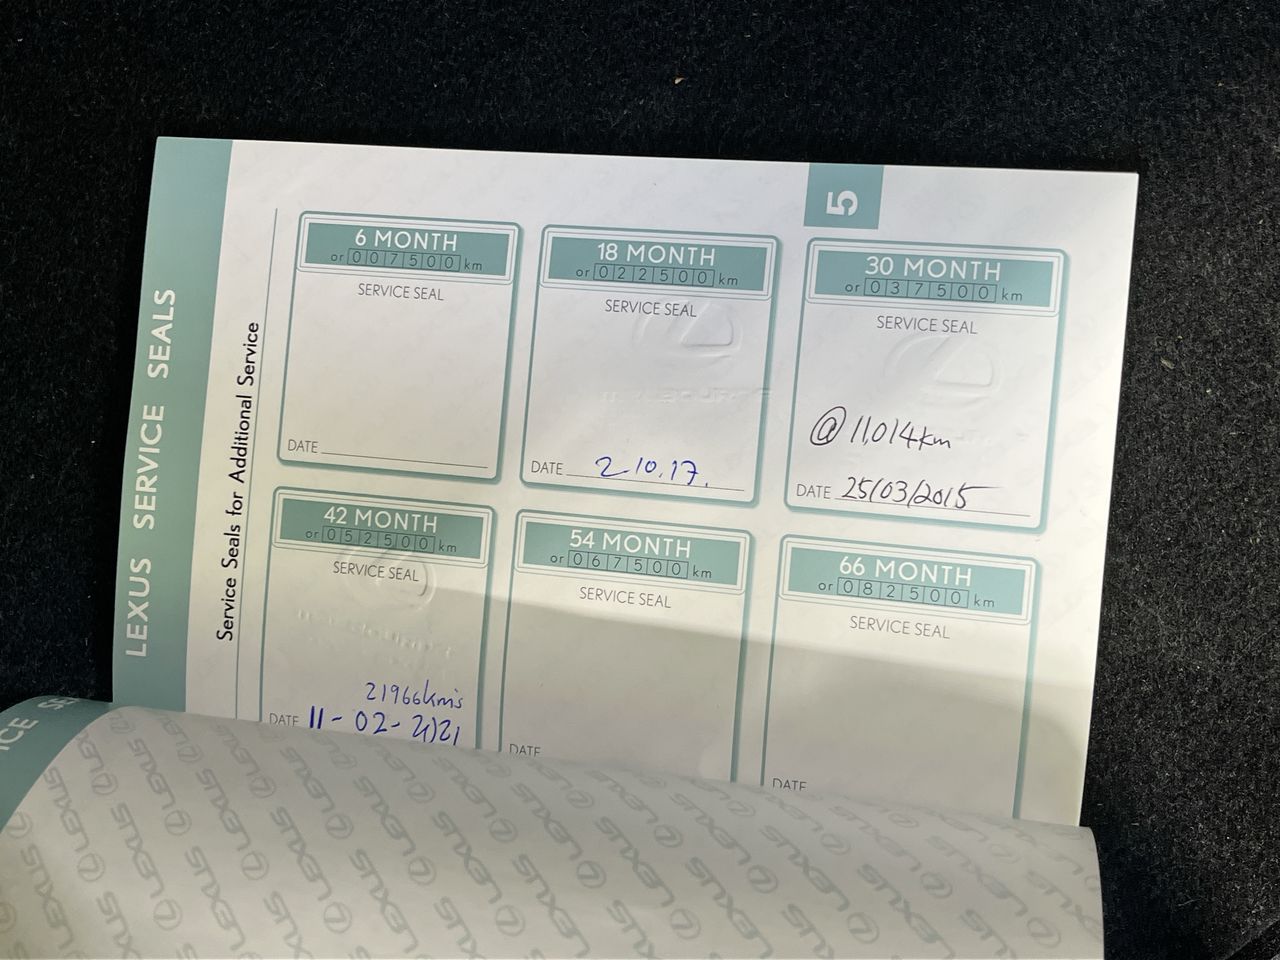 LEXUS SERVICE SEALS
Service Seals for Additional Service
5
6 MONTH
or 007500 km
SERVICE SEAL
DATE
18 MONTH
or 022500 km
SERVICE SEAL
DATE 2.10.17.
30 MONTH
or 037500 km
SERVICE SEAL
@ 11,014km
DATE 25/03/2015
42 MONTH
or 052500 km
SERVICE SEAL
21966km's
DATE 11-02-2021
54 MONTH
or 067500 km
SERVICE SEAL
DATE
66 MONTH
or 082500 km
SERVICE SEAL
DATE